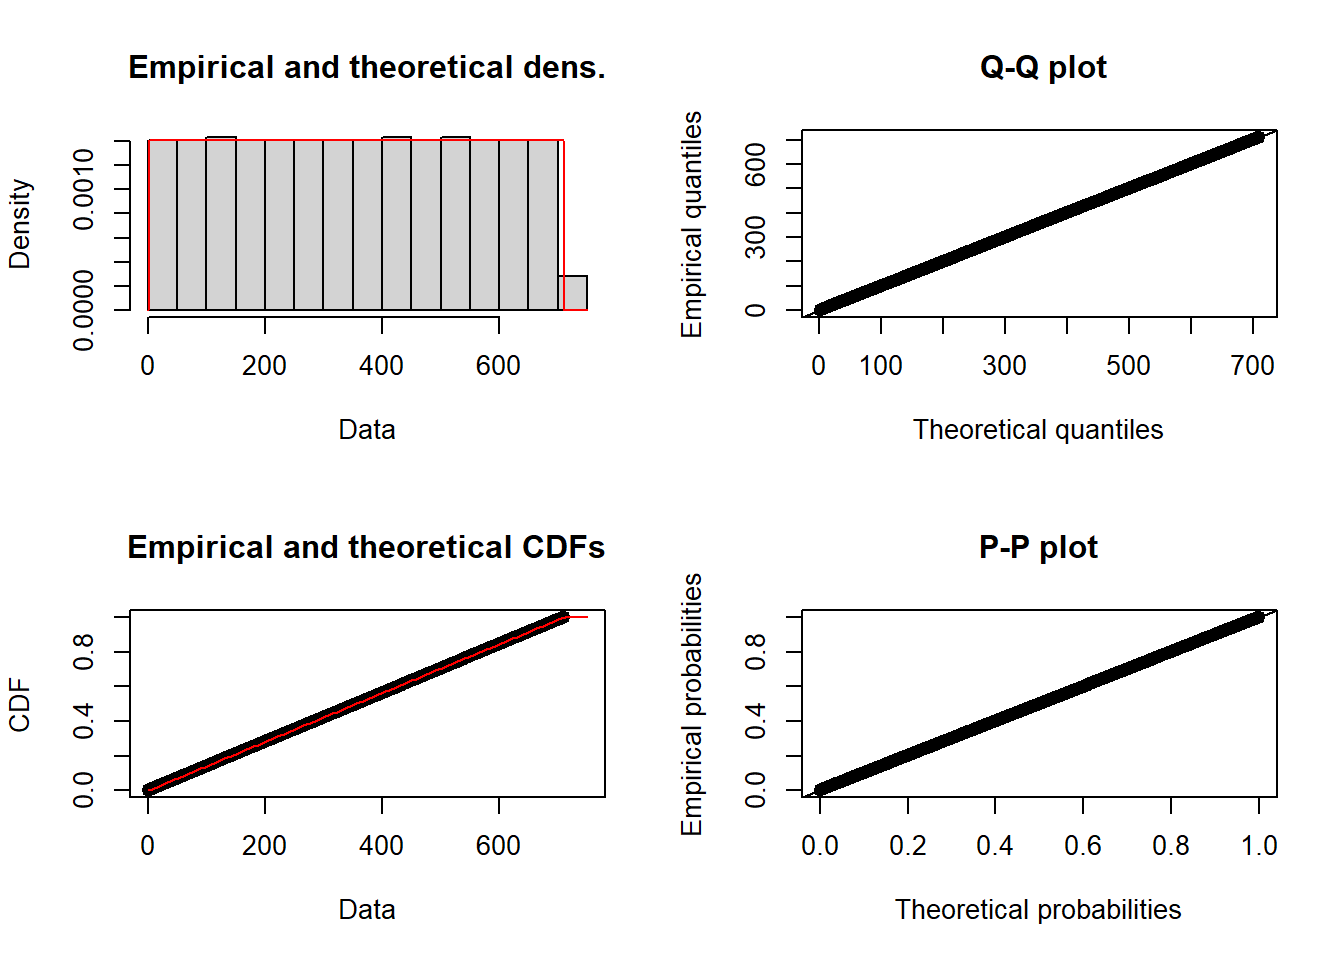 Empirical and theoretical dens.
Density
0.0000 0.0010
0 200 400 600
Data
Q-Q plot
Empirical quantiles
0 300 600
0 100 300 500 700
Theoretical quantiles
Empirical and theoretical CDFs
CDF
0.0 0.4 0.8
0 200 400 600
Data
P-P plot
Empirical probabilities
0.0 0.4 0.8
0.0 0.2 0.4 0.6 0.8 1.0
Theoretical probabilities